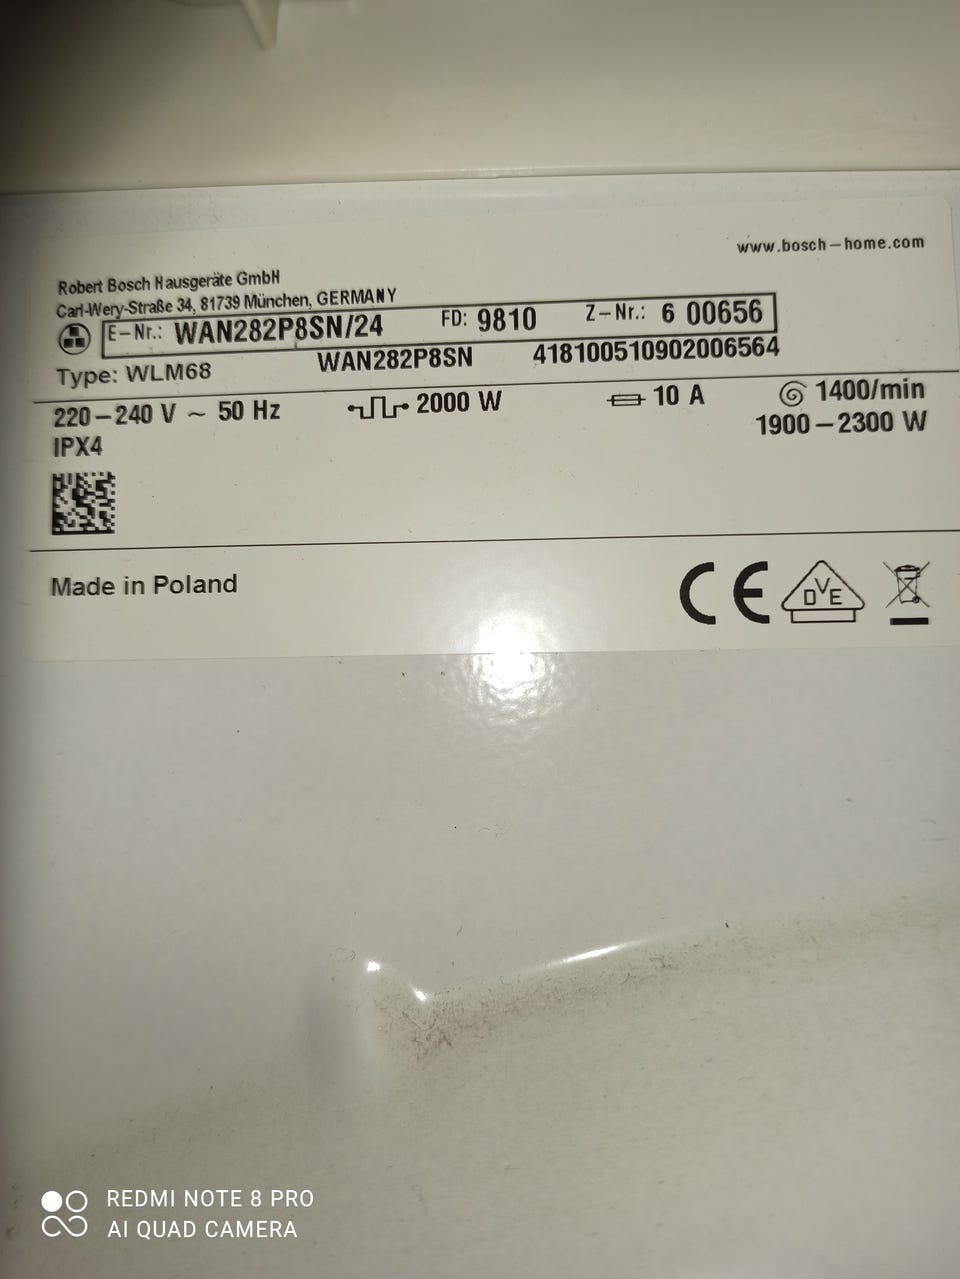 www.bosch-home.com
Robert Bosch Hausgeräte GmbH
Carl-Wery-Straße 34, 81739 München, GERMANY
E-Nr.: WAN282P8SN/24 FD: 9810 Z-Nr.: 6 00656
Type: WLM68 WAN282P8SN 418100510902006564
220-240 V ~ 50 Hz 2000 W 10 A 1400/min
IPX4 1900-2300 W
Made in Poland
CE DVE
REDMI NOTE 8 PRO
AI QUAD CAMERA